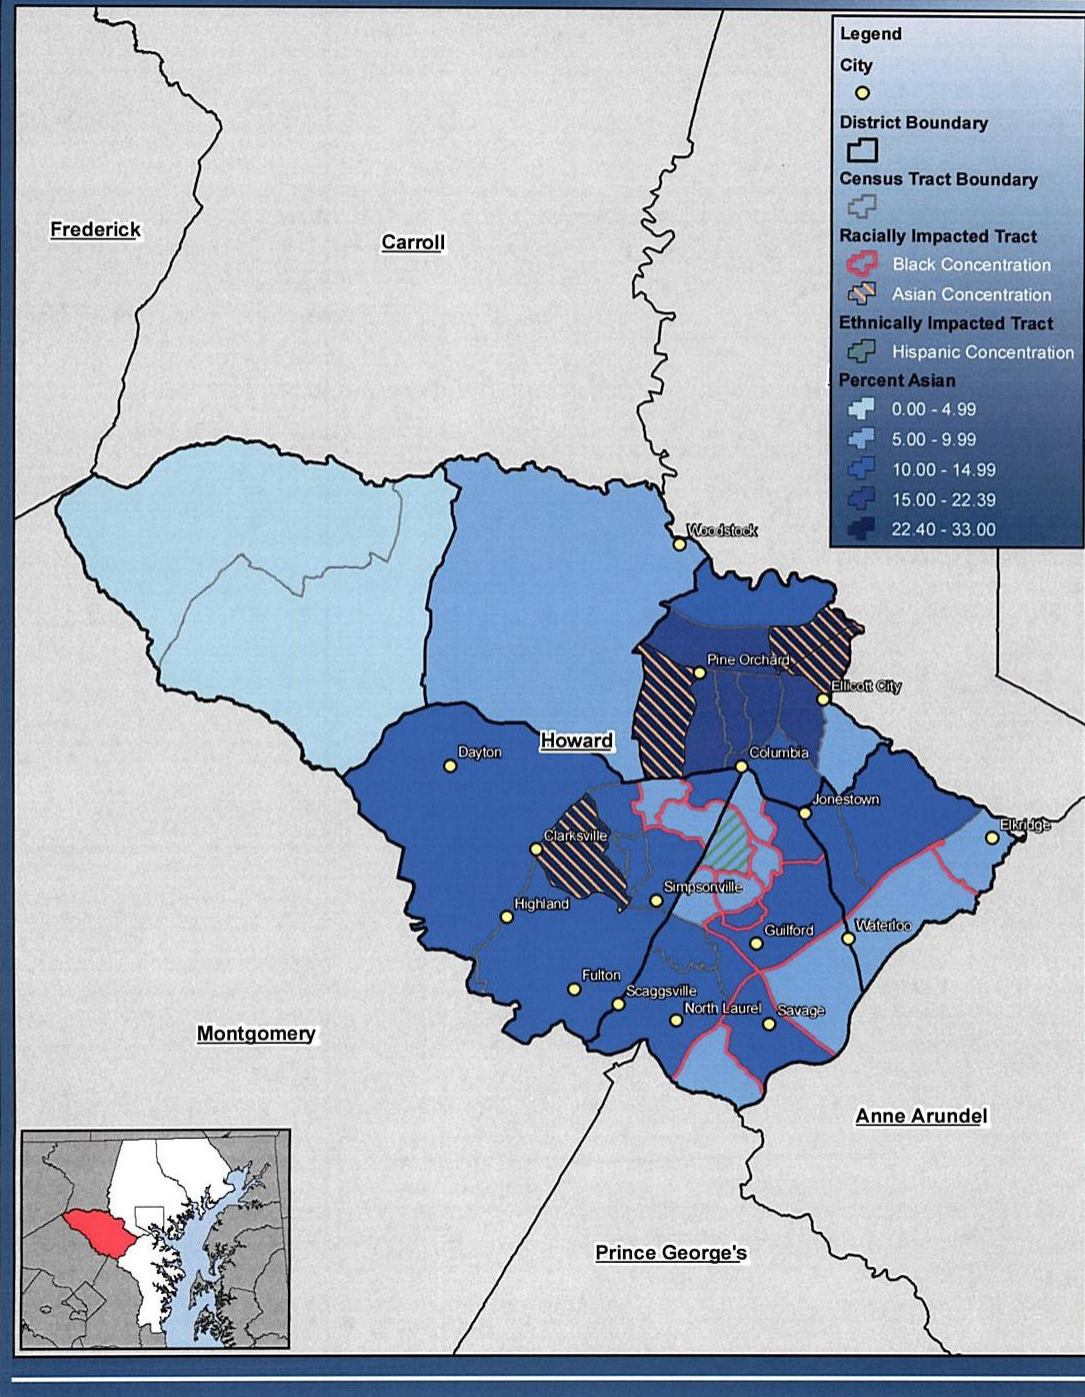 Legend
City
District Boundary
Census Tract Boundary
Racially Impacted Tract
Black Concentration
Asian Concentration
Ethnically Impacted Tract
Hispanic Concentration
Percent Asian
0.00 - 4.99
5.00 - 9.99
10.00 - 14.99
15.00 - 22.39
22.40 - 33.00
Frederick
Carroll
Woodstock
Pine Orchard
Ellicott City
Howard
Dayton
Columbia
Jonestown
Elkridge
Clarksville
Simpsonville
Highland
Guilford
Waterloo
Fulton
Scaggsville
North Laurel
Savage
Montgomery
Anne Arundel
Prince George's